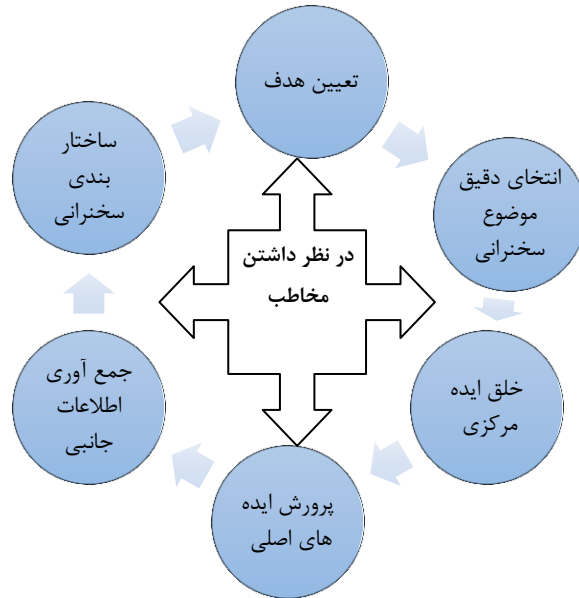 تعیین هدف
انتخای دقیق
موضوع
سخنرانی
خلق ایده
مرکزی
پرورش ایده
های اصلی
جمع آوری
اطلاعات
جانبی
ساختار
بندی
سخنرانی
در نظر داشتن
مخاطب